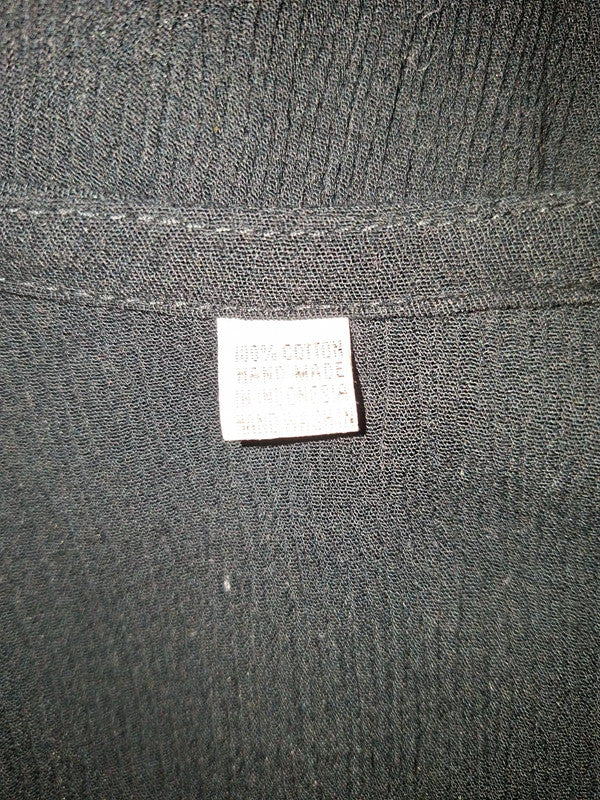 100% COTTON
HAND MADE
IN INDONESIA
HAND WASH